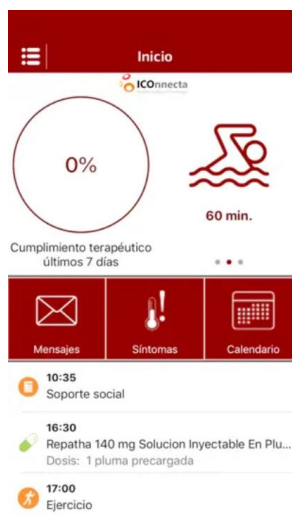 Inicio
ICOnnecta
0%
60 min.
Cumplimiento terapéutico
últimos 7 días
Mensajes
Síntomas
Calendario
10:35
Soporte social
16:30
Repatha 140 mg Solucion Inyectable En Plu...
Dosis: 1 pluma precargada
17:00
Ejercicio